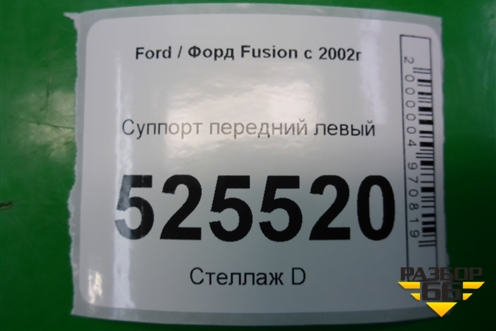 Ford / Форд Fusion с 2002г
Суппорт передний левый
525520
Стеллаж D
2000004970819
РАЗБОР
66